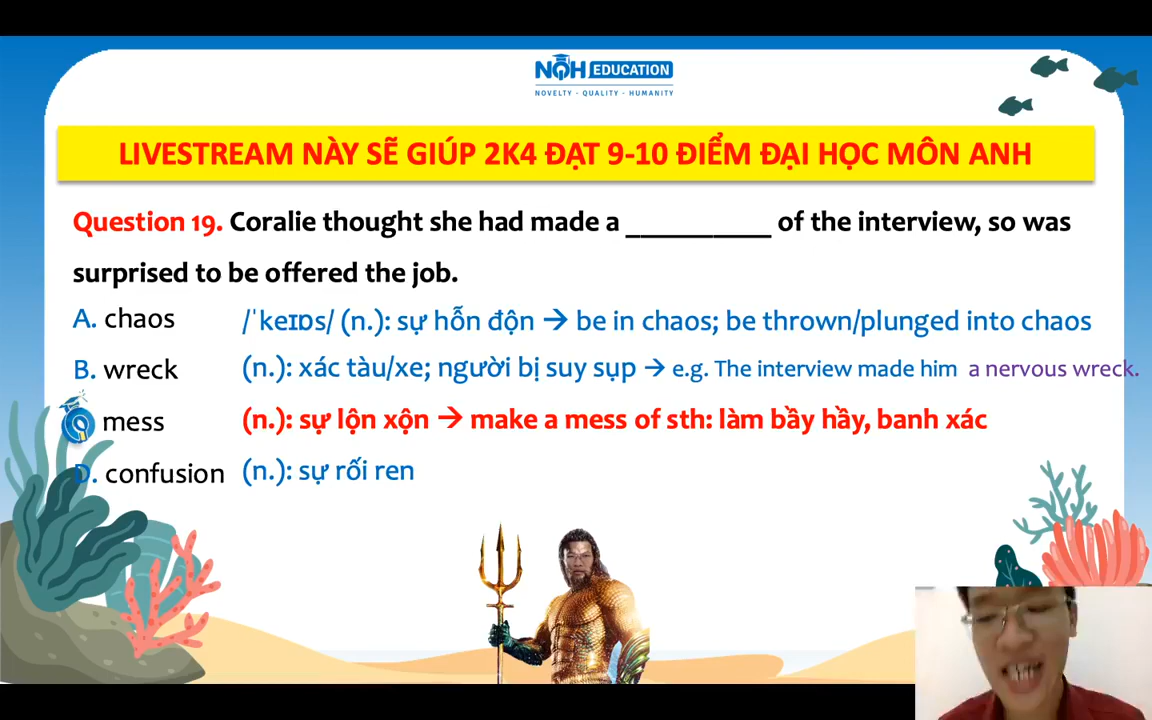 NQH EDUCATION
NOVELTY - QUALITY - HUMANITY
LIVESTREAM NÀY SẼ GIÚP 2K4 ĐẠT 9-10 ĐIỂM ĐẠI HỌC MÔN ANH
Question 19. Coralie thought she had made a __________ of the interview, so was
surprised to be offered the job.
A. chaos /ˈkeɪɒs/ (n.): sự hỗn độn → be in chaos; be thrown/plunged into chaos
B. wreck (n.): xác tàu/xe; người bị suy sụp → e.g. The interview made him a nervous wreck.
mess (n.): sự lộn xộn → make a mess of sth: làm bầy hầy, banh xác
D. confusion (n.): sự rối ren